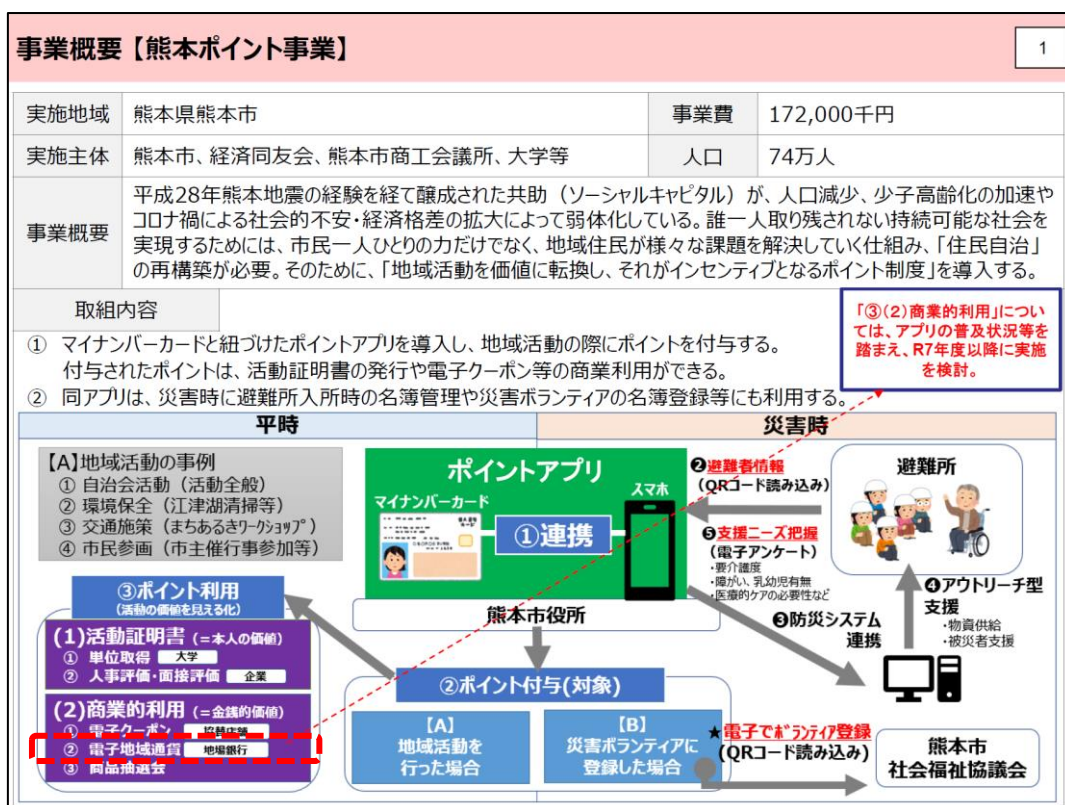 事業概要【熊本ポイント事業】
1
実施地域 熊本県熊本市 事業費 172,000千円
実施主体 熊本市、経済同友会、熊本市商工会議所、大学等 人口 74万人
事業概要
平成28年熊本地震の経験を経て醸成された共助（ソーシャルキャピタル）が、人口減少、少子高齢化の加速や
コロナ禍による社会的不安・経済格差の拡大によって弱体化している。誰一人取り残されない持続可能な社会を
実現するためには、市民一人ひとりの力だけでなく、地域住民が様々な課題を解決していく仕組み、「住民自治」
の再構築が必要。そのために、「地域活動を価値に転換し、それがインセンティブとなるポイント制度」を導入する。
取組内容
「③(2)商業的利用」につい
ては、アプリの普及状況等を
踏まえ、R7年度以降に実施
を検討。
① マイナンバーカードと紐づけたポイントアプリを導入し、地域活動の際にポイントを付与する。
付与されたポイントは、活動証明書の発行や電子クーポン等の商業利用ができる。
② 同アプリは、災害時に避難所入所時の名簿管理や災害ボランティアの名簿登録等にも利用する。
平時
災害時
【A】地域活動の事例
① 自治会活動（活動全般）
② 環境保全（江津湖清掃等）
③ 交通施策（まちあるきワークショップ）
④ 市民参画（市主催行事参加等）
ポイントアプリ
マイナンバーカード
スマホ
①連携
熊本市役所
❷避難者情報
(QRコード読み込み)
❺支援ニーズ把握
(電子アンケート)
・要介護度
・障がい、乳幼児有無
・医療的ケアの必要性など
❸防災システム
連携
避難所
❹アウトリーチ型
支援
・物資供給
・被災者支援
③ポイント利用
(活動の価値を見える化)
(1)活動証明書（=本人の価値）
① 単位取得 大学
② 人事評価・面接評価 企業
(2)商業的利用（=金銭的価値）
① 電子クーポン 協賛店舗
② 電子地域通貨 地場銀行
③ 商品抽選会
②ポイント付与(対象)
【A】
地域活動を
行った場合
【B】
災害ボランティアに
登録した場合
★電子でボランティア登録
(QRコード読み込み)
熊本市
社会福祉協議会